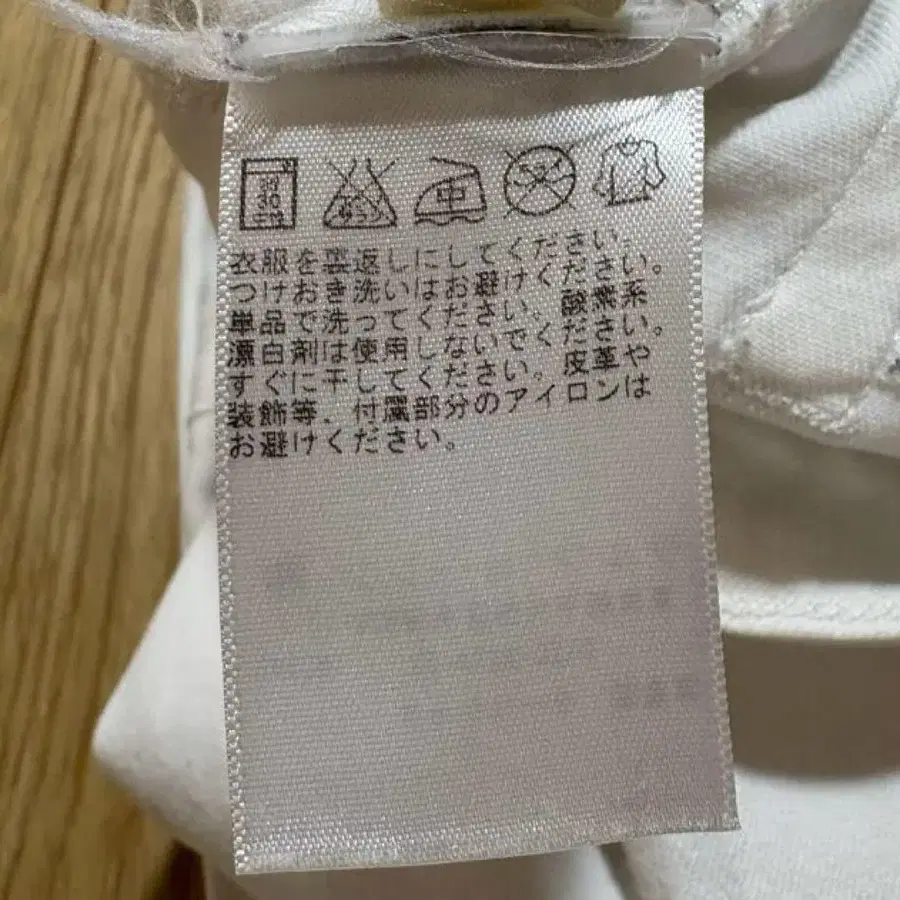 30
中
衣服を裏返しにしてください。
つけおき洗いはお避けください。
単品で洗ってください。酸素系
漂白剤は使用しないでください。
すぐに干してください。皮革や
装飾等、付属部分のアイロンは
お避けください。